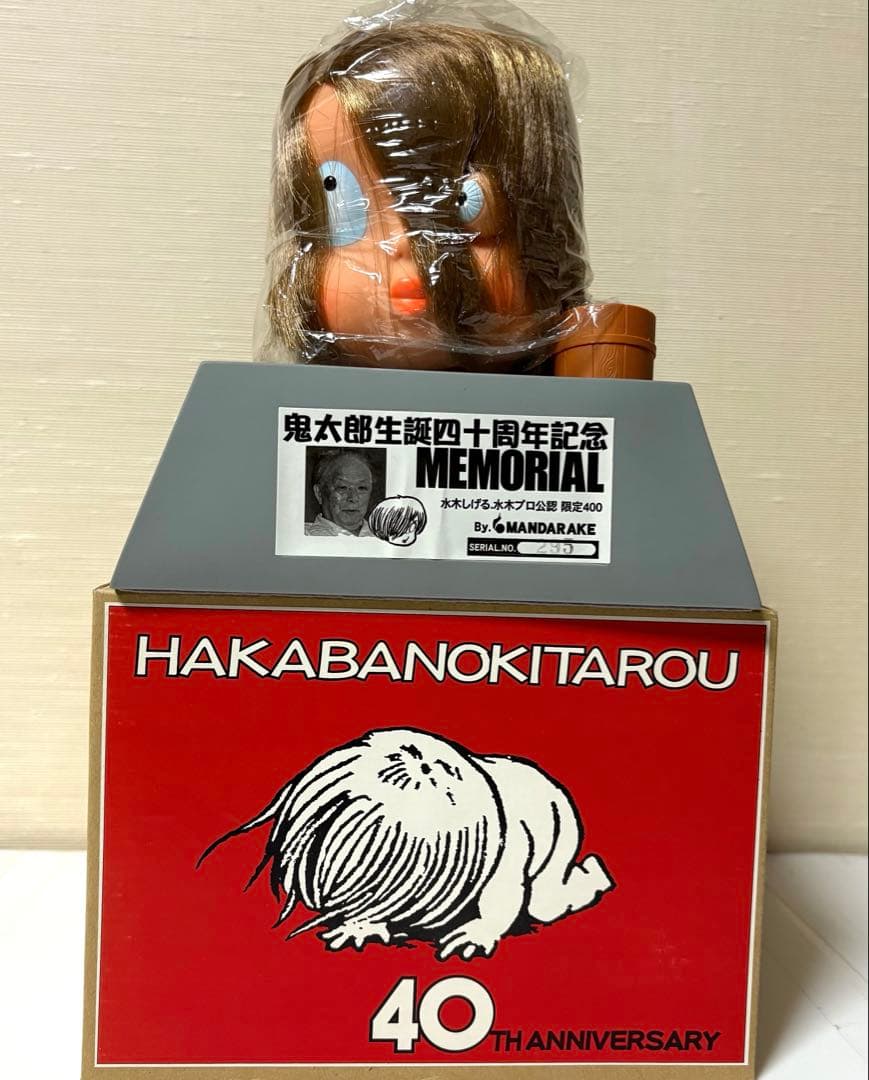 鬼太郎生誕四十周年記念
MEMORIAL
水木しげる.水木プロ公認 限定400
By. MANDARAKE
SERIAL.NO. 295
HAKABANOKITAROU
40TH ANNIVERSARY